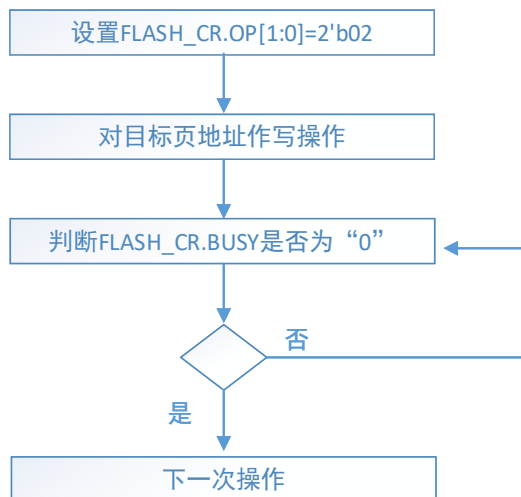 设置FLASH_CR.OP[1:0]=2'b02
对目标页地址作写操作
判断FLASH_CR.BUSY是否为“0”
否
是
下一次操作